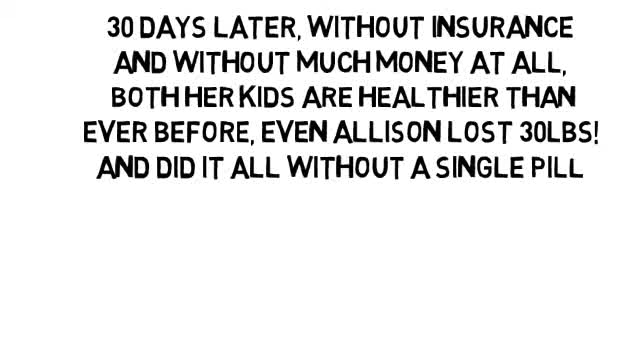 30 DAYS LATER, WITHOUT INSURANCE
AND WITHOUT MUCH MONEY AT ALL,
BOTH HER KIDS ARE HEALTHIER THAN
EVER BEFORE, EVEN ALLISON LOST 30LBS!
AND DID IT ALL WITHOUT A SINGLE PILL